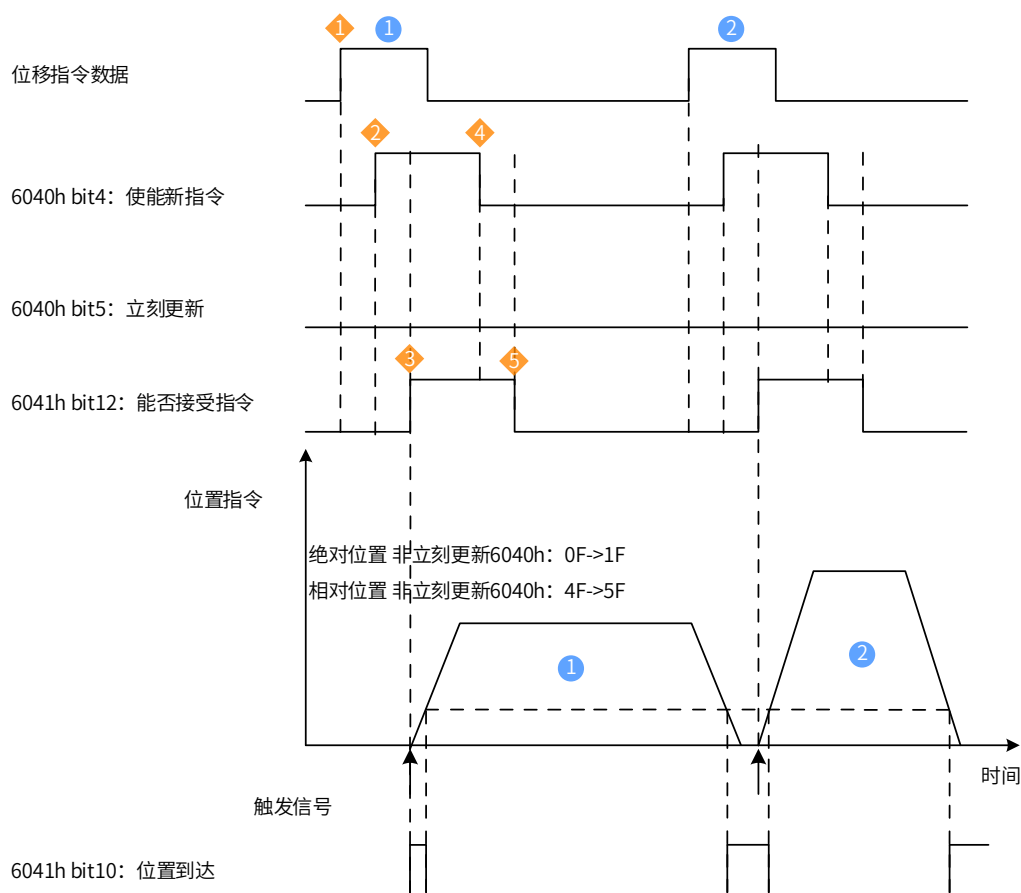 1 1 2
位移指令数据
2 4
6040h bit4：使能新指令
6040h bit5：立刻更新
3 5
6041h bit12：能否接受指令
位置指令
绝对位置 非立刻更新6040h：0F->1F
相对位置 非立刻更新6040h：4F->5F
1 2
时间
触发信号
6041h bit10：位置到达